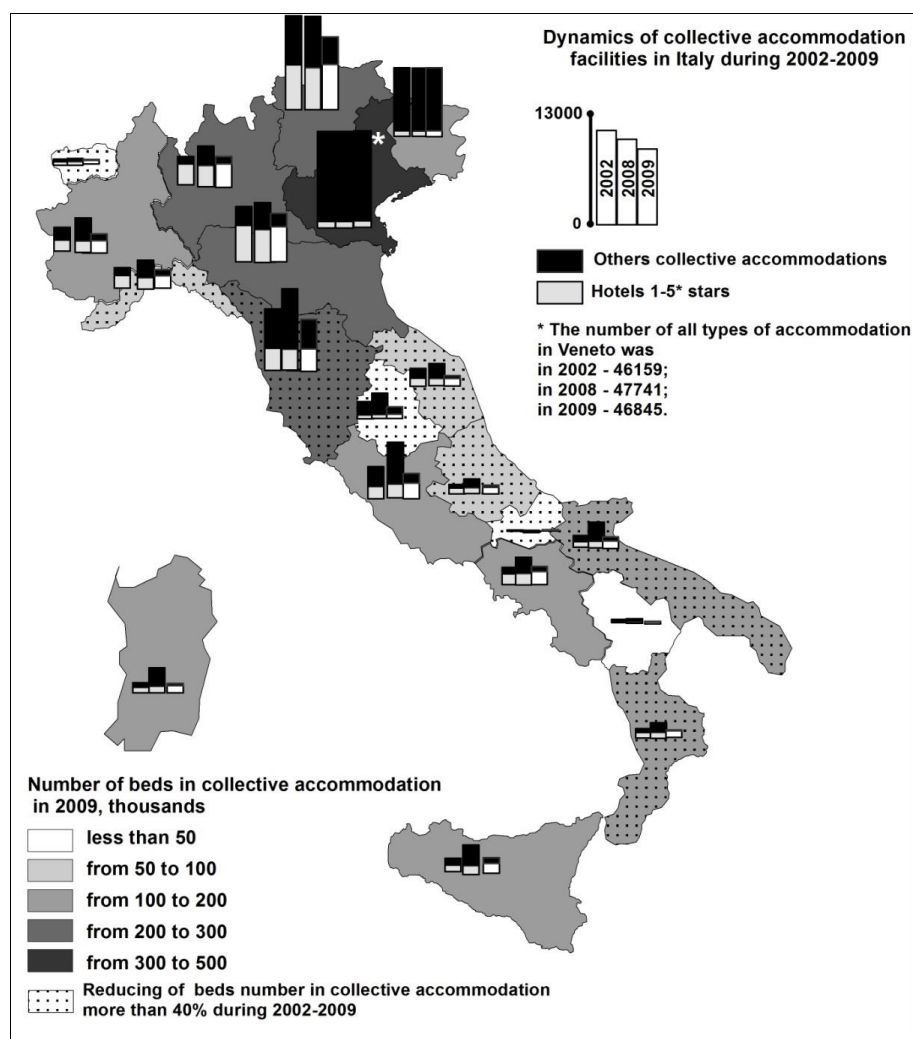 Dynamics of collective accommodation
facilities in Italy during 2002-2009
13000
2002
2008
2009
0
Others collective accommodations
Hotels 1-5* stars
* The number of all types of accommodation
in Veneto was
in 2002 - 46159;
in 2008 - 47741;
in 2009 - 46845.
*
Number of beds in collective accommodation
in 2009, thousands
less than 50
from 50 to 100
from 100 to 200
from 200 to 300
from 300 to 500
Reducing of beds number in collective accommodation
more than 40% during 2002-2009